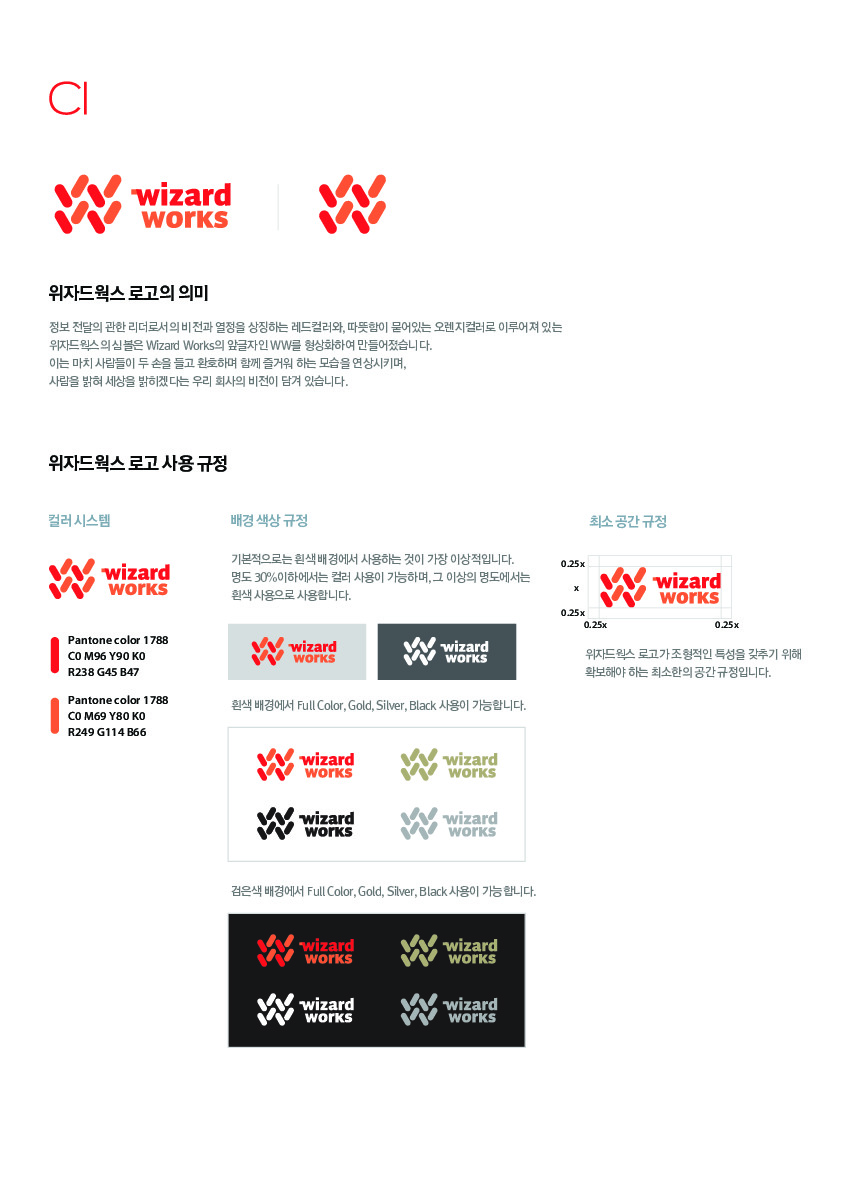 CI
wizard
works
위자드웍스 로고의 의미
정보 전달의 관한 리더로서의 비전과 열정을 상징하는 레드컬러와, 따뜻함이 묻어있는 오렌지컬러로 이루어져 있는
위자드웍스의 심볼은 Wizard Works의 앞글자인 WW를 형상화하여 만들어졌습니다.
이는 마치 사람들이 두 손을 들고 환호하며 함께 즐거워 하는 모습을 연상시키며,
사람을 밝혀 세상을 밝히겠다는 우리 회사의 비전이 담겨 있습니다.
위자드웍스 로고 사용 규정
컬러 시스템
wizard
works
Pantone color 1788
C0 M96 Y90 K0
R238 G45 B47
Pantone color 1788
C0 M69 Y80 K0
R249 G114 B66
배경 색상 규정
기본적으로는 흰색 배경에서 사용하는 것이 가장 이상적입니다.
명도 30%이하에서는 컬러 사용이 가능하며, 그 이상의 명도에서는
흰색 사용으로 사용합니다.
wizard
works
wizard
works
흰색 배경에서 Full Color, Gold, Silver, Black 사용이 가능합니다.
wizard
works
wizard
works
wizard
works
wizard
works
검은색 배경에서 Full Color, Gold, Silver, Black 사용이 가능합니다.
wizard
works
wizard
works
wizard
works
wizard
works
최소 공간 규정
0.25x
x
0.25x
wizard
works
0.25x
0.25x
위자드웍스 로고가 조형적인 특성을 갖추기 위해
확보해야 하는 최소한의 공간 규정입니다.